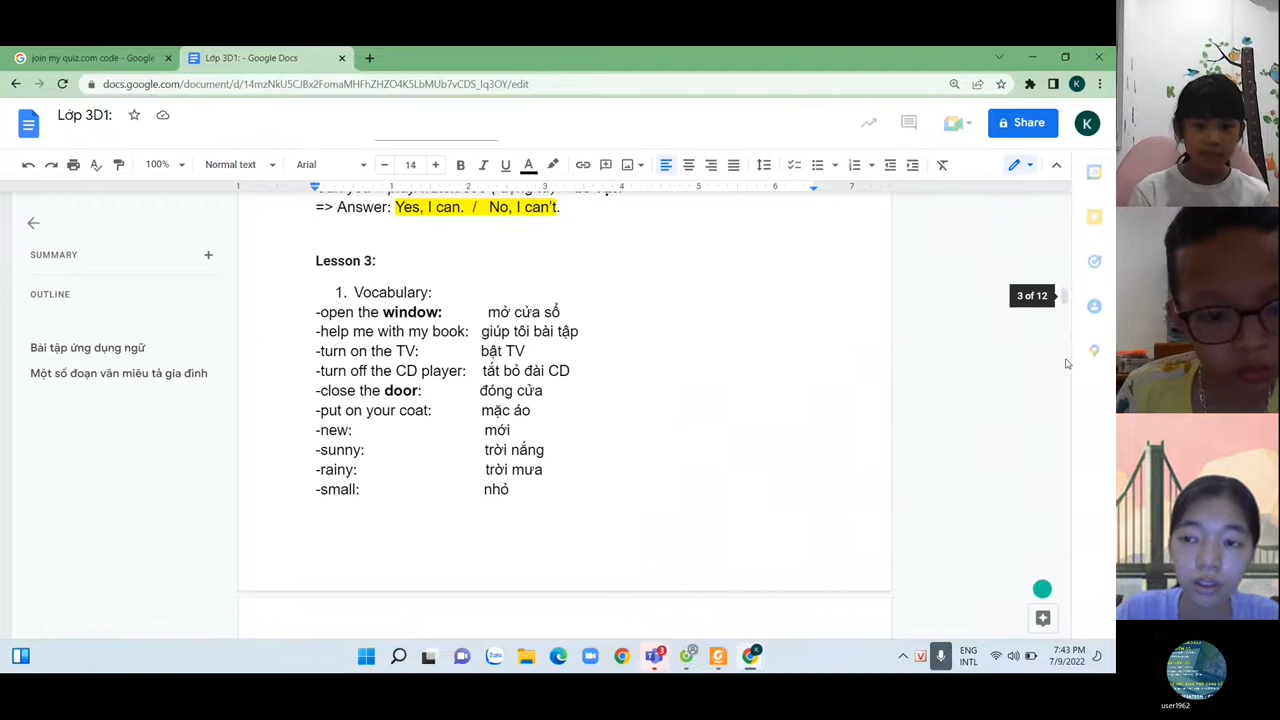 join my quiz.com code - Google
Lớp 3D1: - Google Docs
docs.google.com/document/d/14mzNkU5CJBx2FomaMHFhZHZO4K5LbMUb7vCDS_Iq3OY/edit
Lớp 3D1:
Share
K
100%
Normal text
Arial
14
=> Answer: Yes, I can. / No, I can't.
SUMMARY
OUTLINE
Bài tập ứng dụng ngữ
Một số đoạn văn miêu tả gia đình
Lesson 3:
1. Vocabulary:
-open the window: mở cửa sổ
-help me with my book: giúp tôi bài tập
-turn on the TV: bật TV
-turn off the CD player: tắt bỏ đài CD
-close the door: đóng cửa
-put on your coat: mặc áo
-new: mới
-sunny: trời nắng
-rainy: trời mưa
-small: nhỏ
3 of 12
ENG
INTL
7:43 PM
7/9/2022
user1962